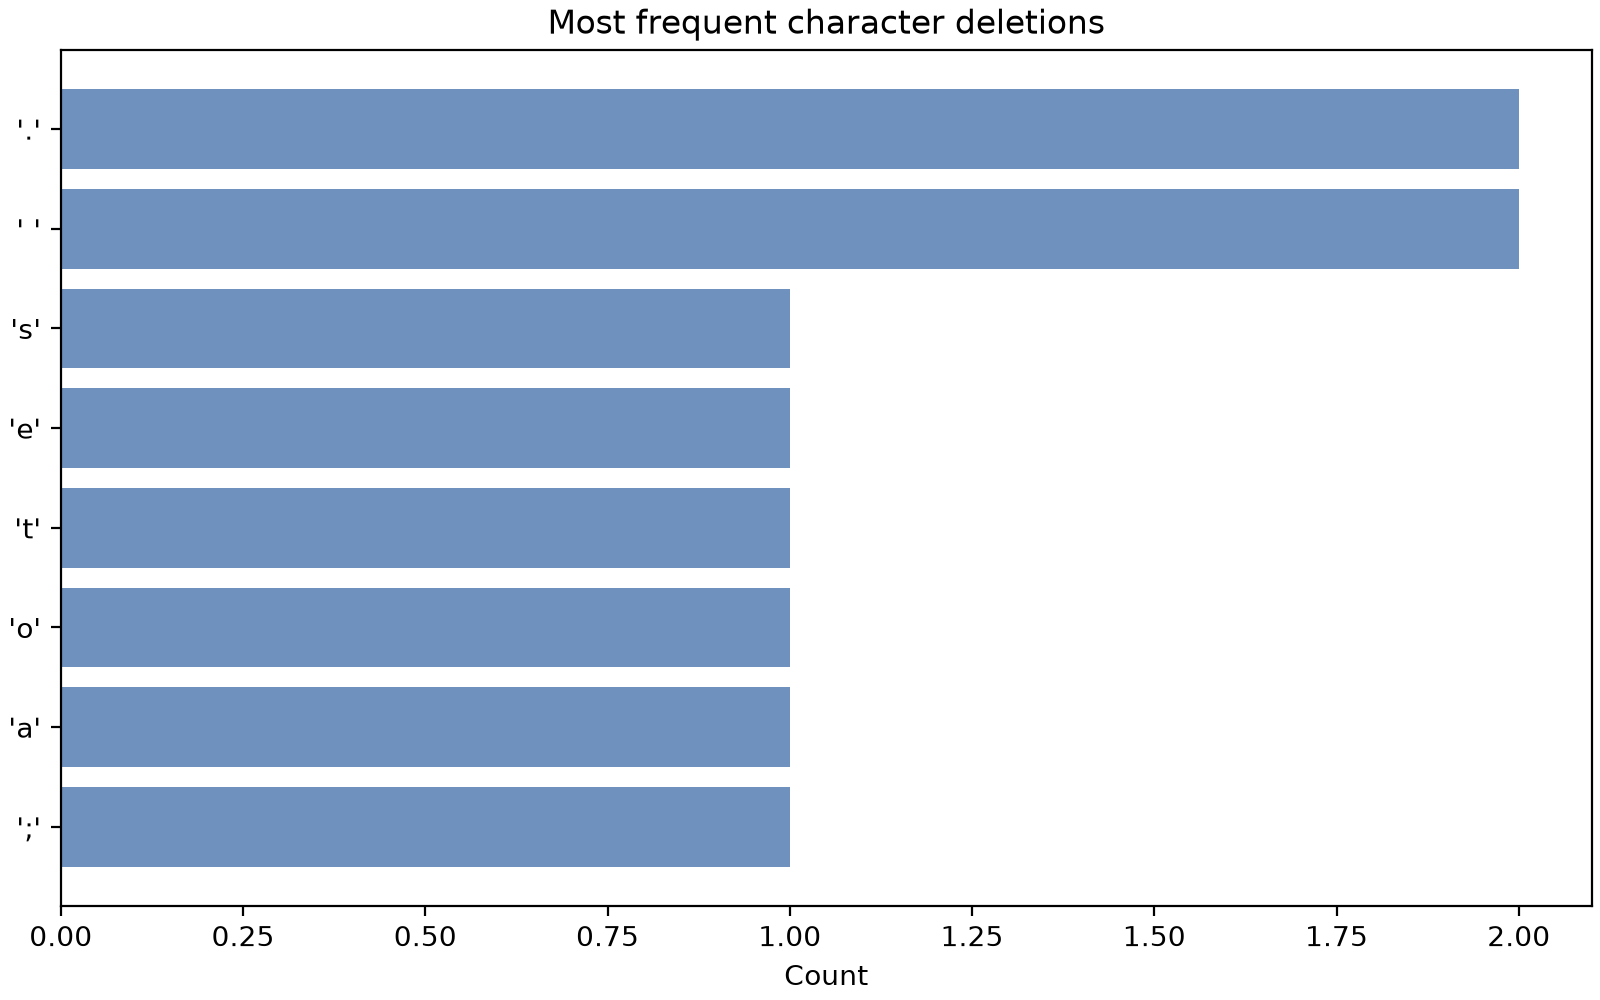 Most frequent character deletions
'.'
' '
's'
'e'
't'
'o'
'a'
';'
0.00 0.25 0.50 0.75 1.00 1.25 1.50 1.75 2.00
Count